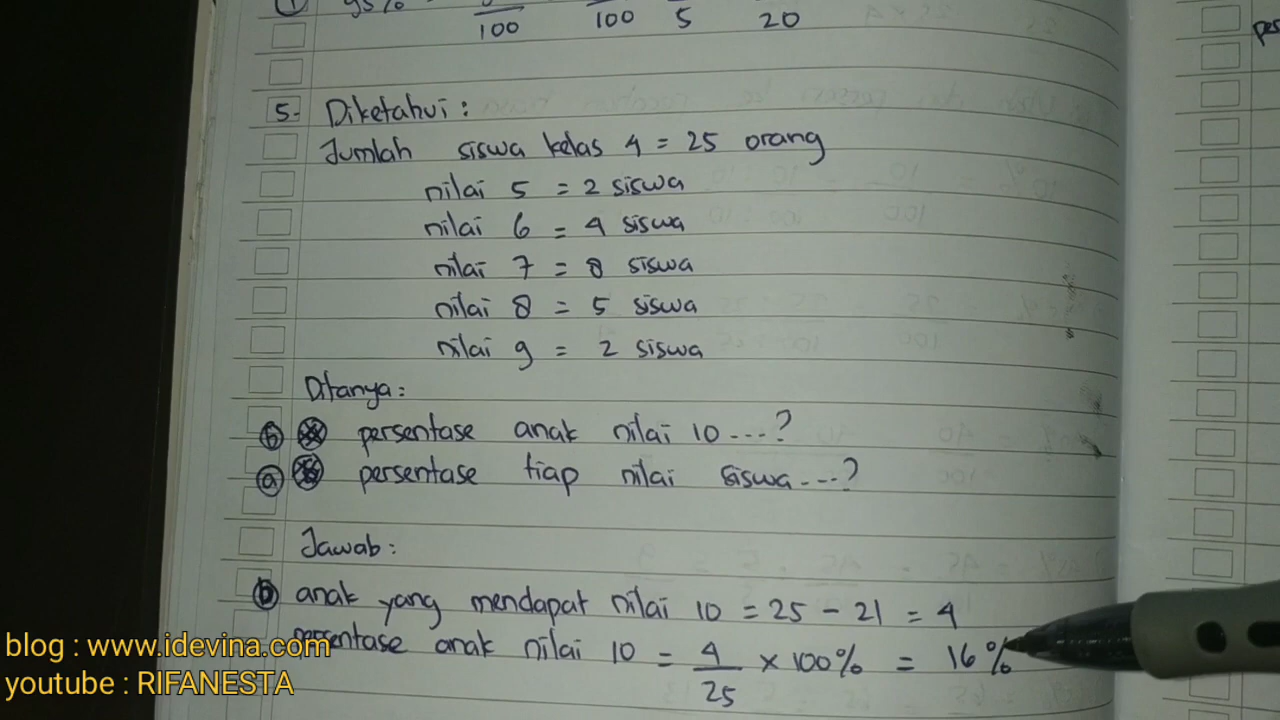 ① 95%
100 100 5 20
5. Diketahui :
Jumlah siswa kelas 4 = 25 orang
nilai 5 = 2 siswa
nilai 6 = 4 siswa
nilai 7 = 8 siswa
nilai 8 = 5 siswa
nilai 9 = 2 siswa
Ditanya :
ⓑ persentase anak nilai 10 ....?
ⓐ persentase tiap nilai siswa ....?
Jawab :
ⓑ anak yang mendapat nilai 10 = 25 - 21 = 4
persentase anak nilai 10 = 4/25 x 100% = 16%
blog : www.idevina.com
youtube : RIFANESTA